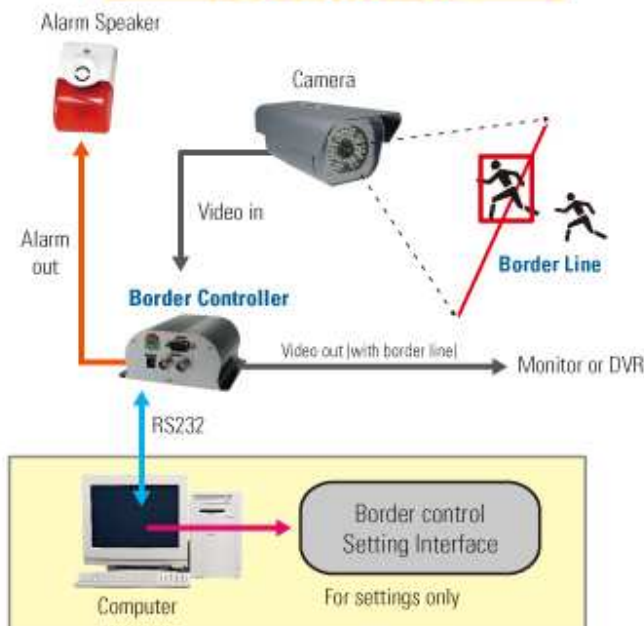 Alarm Speaker
Camera
Video in
Alarm
out
Border Line
Border Controller
Video out (with border line)
Monitor or DVR
RS232
Border control
Setting Interface
Computer
For settings only